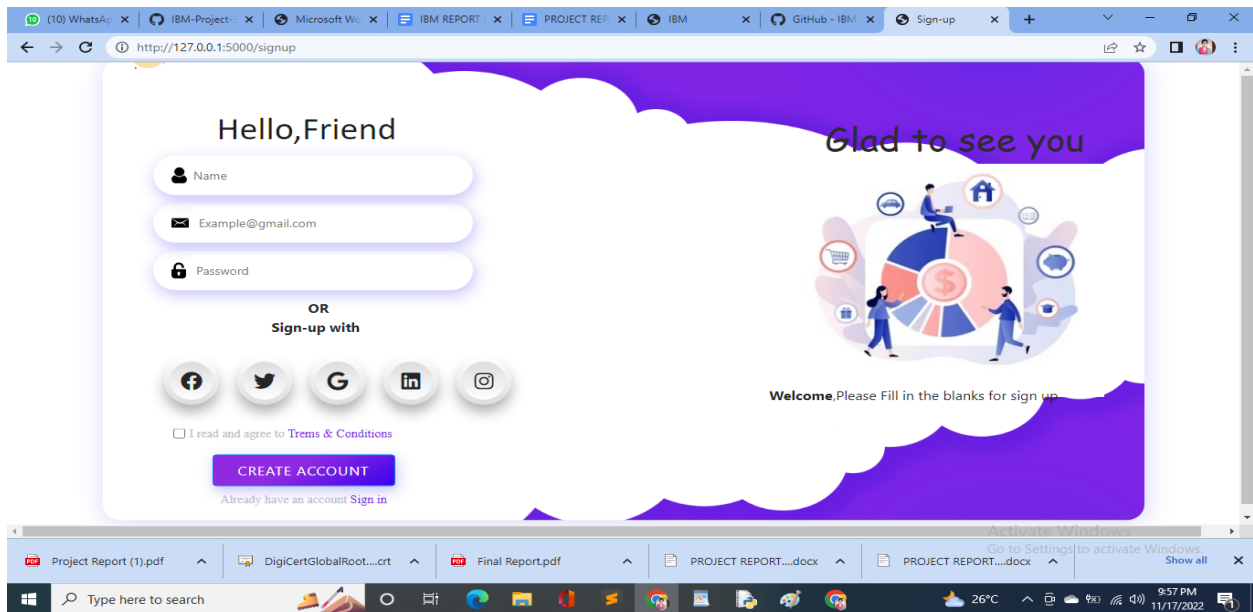 (10) WhatsAp
IBM-Project-
Microsoft Wo
IBM REPORT
PROJECT REP
IBM
GitHub - IBM
Sign-up
http://127.0.0.1:5000/signup
Hello,Friend
Name
Example@gmail.com
Password
OR
Sign-up with
I read and agree to Trems & Conditions
CREATE ACCOUNT
Already have an account Sign in
Glad to see you
Welcome,Please Fill in the blanks for sign up
Activate Windows
Go to Settings to activate Windows.
Project Report (1).pdf
DigiCertGlobalRoot....crt
Final Report.pdf
PROJECT REPORT....docx
PROJECT REPORT....docx
Show all
Type here to search
26°C
9:57 PM
11/17/2022